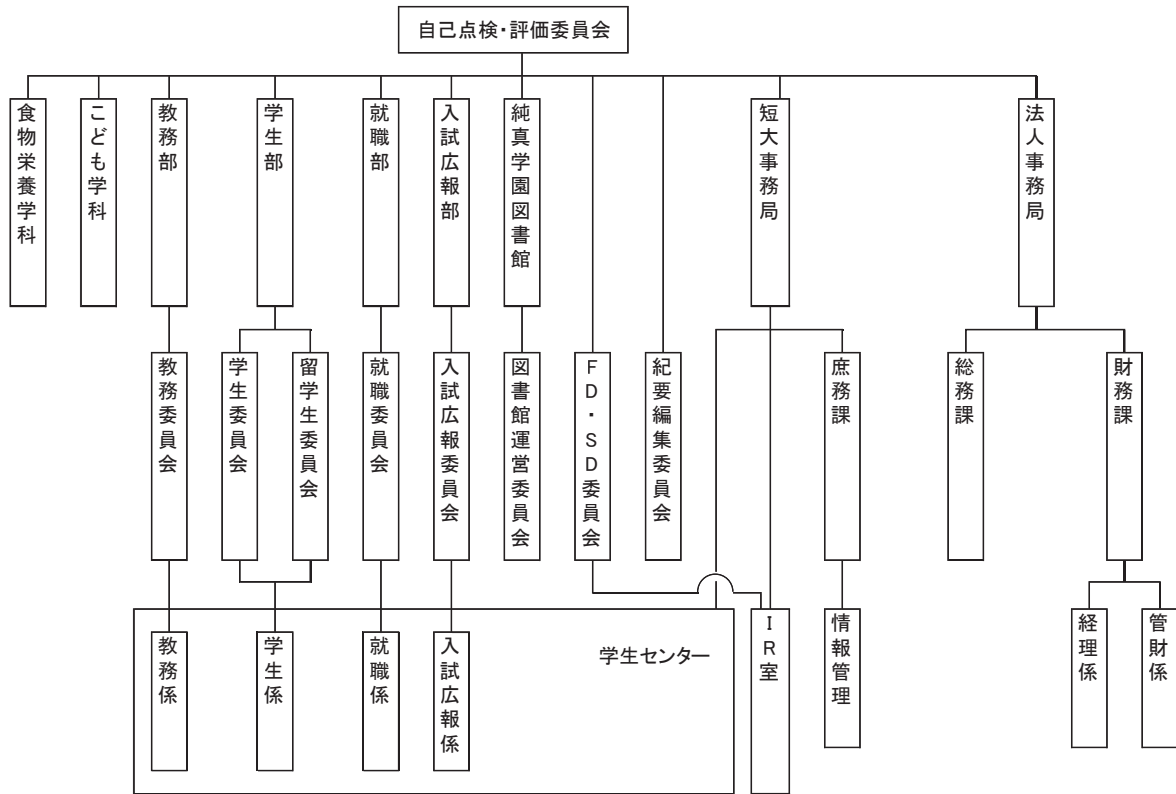 自己点検・評価委員会
食物栄養学科
こども学科
教務部
学生部
就職部
入試広報部
純真学園図書館
短大事務局
法人事務局
教務委員会
学生委員会
留学生委員会
就職委員会
入試広報委員会
図書館運営委員会
FD・SD委員会
紀要編集委員会
庶務課
総務課
財務課
教務係
学生係
就職係
入試広報係
学生センター
IR室
情報管理
経理係
管財係